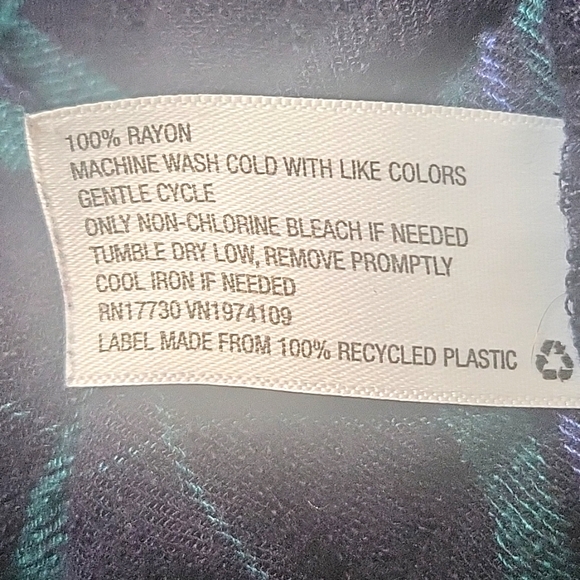 100% RAYON
MACHINE WASH COLD WITH LIKE COLORS
GENTLE CYCLE
ONLY NON-CHLORINE BLEACH IF NEEDED
TUMBLE DRY LOW, REMOVE PROMPTLY
COOL IRON IF NEEDED
RN17730 VN1974109
LABEL MADE FROM 100% RECYCLED PLASTIC